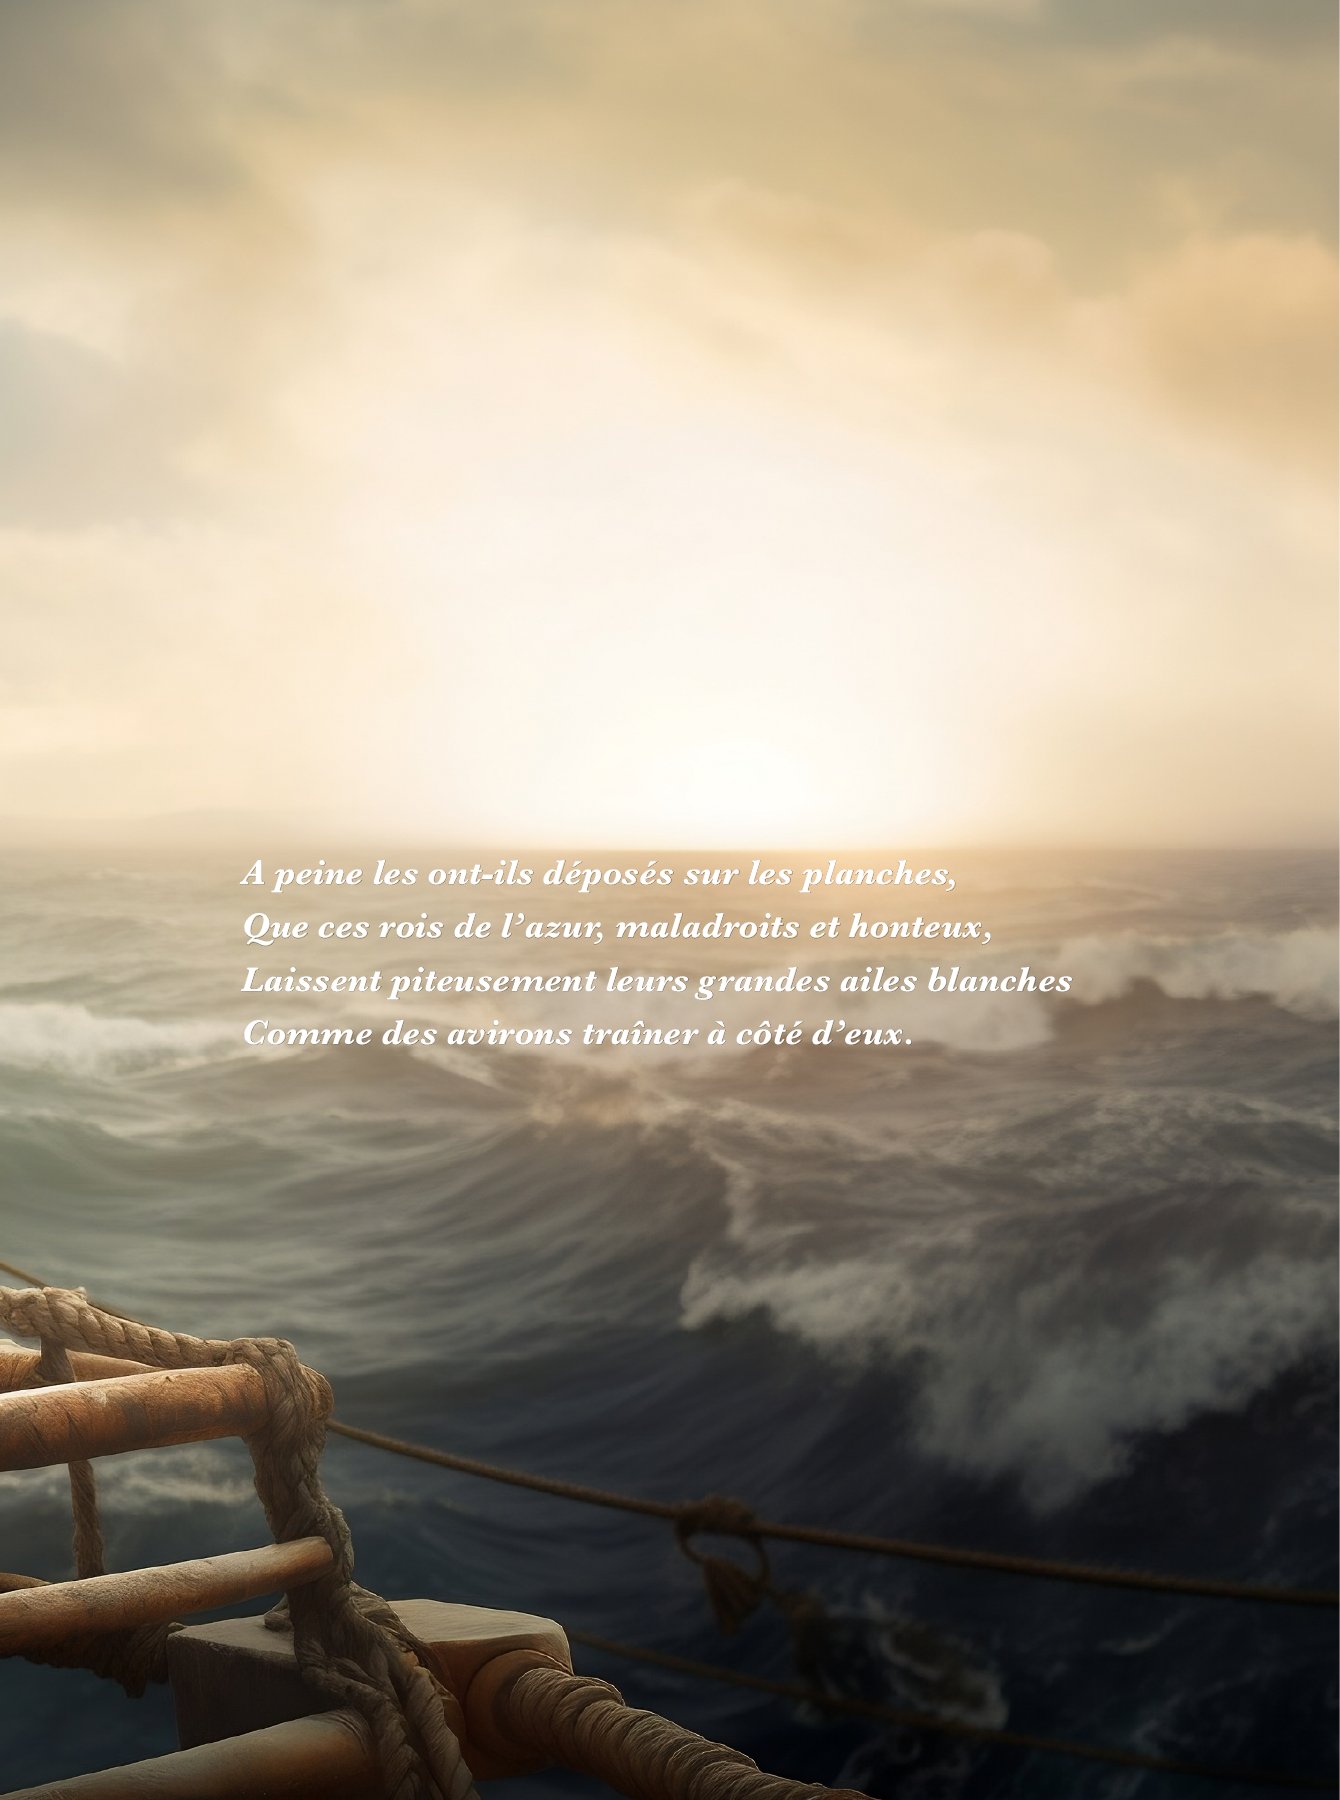 A peine les ont-ils déposés sur les planches,
Que ces rois de l’azur, maladroits et honteux,
Laissent piteusement leurs grandes ailes blanches
Comme des avirons traîner à côté d’eux.